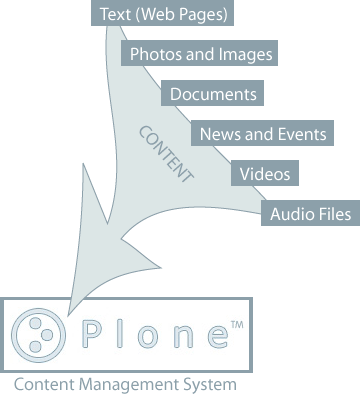 Text (Web Pages)
Photos and Images
Documents
News and Events
Videos
Audio Files
CONTENT
Plone™
Content Management System